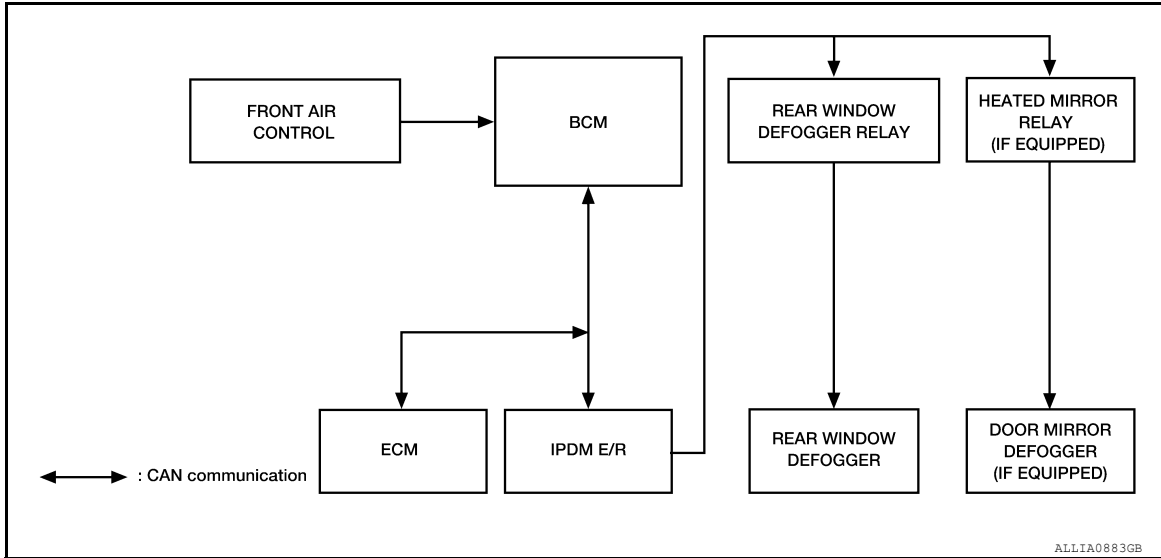 FRONT AIR
CONTROL
BCM
REAR WINDOW
DEFOGGER RELAY
HEATED MIRROR
RELAY
(IF EQUIPPED)
ECM
IPDM E/R
REAR WINDOW
DEFOGGER
DOOR MIRROR
DEFOGGER
(IF EQUIPPED)
: CAN communication
ALLIA0883GB